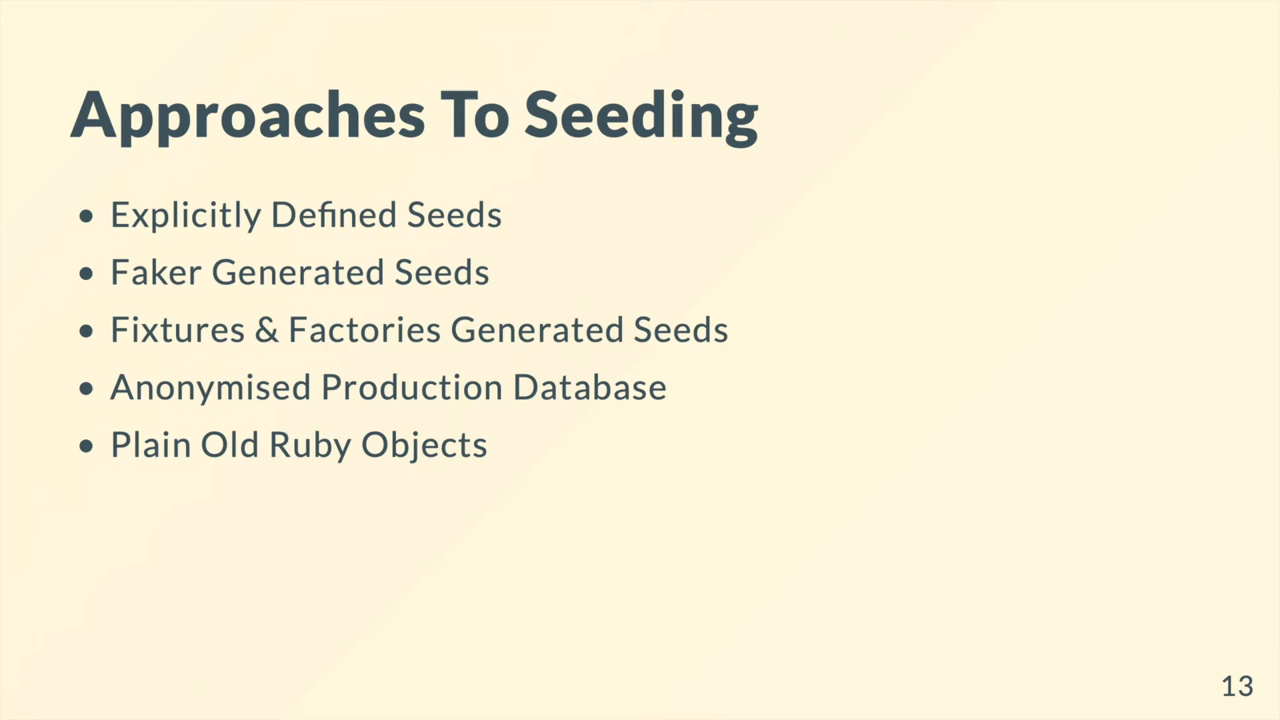 Approaches To Seeding
• Explicitly Defined Seeds
• Faker Generated Seeds
• Fixtures & Factories Generated Seeds
• Anonymised Production Database
• Plain Old Ruby Objects
13